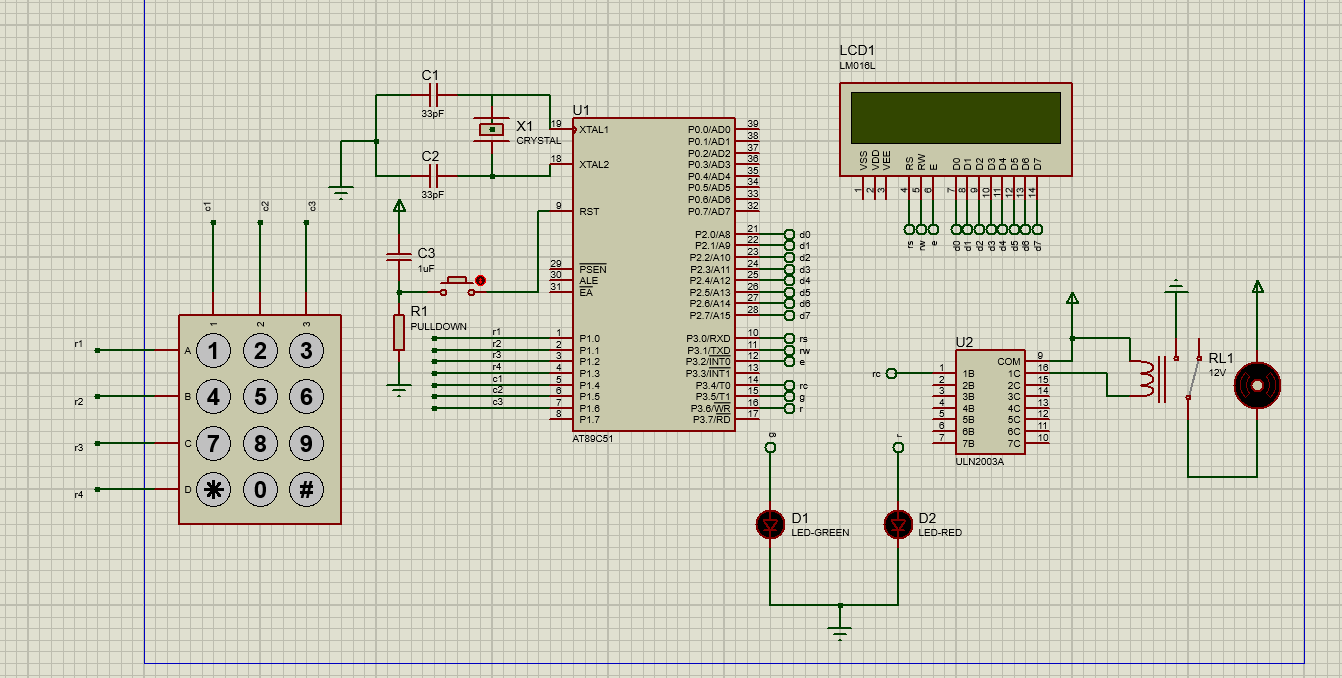 LCD1
LM016L
VSS
VDD
VEE
RS
RW
E
D0
D1
D2
D3
D4
D5
D6
D7
1
2
3
4
5
6
7
8
9
10
11
12
13
14
rs
rw
e
d0
d1
d2
d3
d4
d5
d6
d7
C1
33pF
X1
CRYSTAL
C2
33pF
C3
1uF
R1
PULLDOWN
U1
19 XTAL1
18 XTAL2
9 RST
29 PSEN
30 ALE
31 EA
r1 1 P1.0
r2 2 P1.1
r3 3 P1.2
r4 4 P1.3
c1 5 P1.4
c2 6 P1.5
c3 7 P1.6
8 P1.7
P0.0/AD0 39
P0.1/AD1 38
P0.2/AD2 37
P0.3/AD3 36
P0.4/AD4 35
P0.5/AD5 34
P0.6/AD6 33
P0.7/AD7 32
P2.0/A8 21 d0
P2.1/A9 22 d1
P2.2/A10 23 d2
P2.3/A11 24 d3
P2.4/A12 25 d4
P2.5/A13 26 d5
P2.6/A14 27 d6
P2.7/A15 28 d7
P3.0/RXD 10 rs
P3.1/TXD 11 rw
P3.2/INT0 12 e
P3.3/INT1 13
P3.4/T0 14 rc
P3.5/T1 15 g
P3.6/WR 16 r
P3.7/RD 17
AT89C51
c1
c2
c3
1
2
3
r1 A 1 2 3
r2 B 4 5 6
r3 C 7 8 9
r4 D * 0 #
g
r
D1
LED-GREEN
D2
LED-RED
U2
rc 1 1B
2 2B
3 3B
4 4B
5 5B
6 6B
7 7B
COM 9
1C 16
2C 15
3C 14
4C 13
5C 12
6C 11
7C 10
ULN2003A
RL1
12V